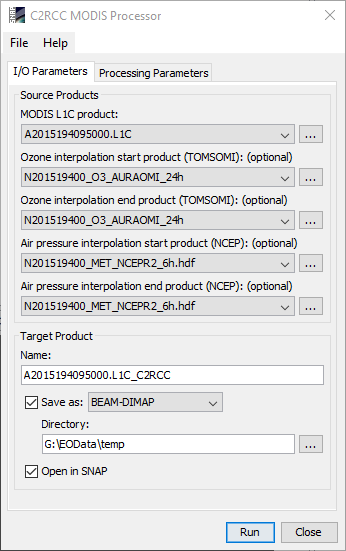 C2RCC MODIS Processor
File Help
I/O Parameters Processing Parameters
Source Products
MODIS L1C product:
A2015194095000.L1C ...
Ozone interpolation start product (TOMSOMI): (optional)
N201519400_O3_AURAOMI_24h ...
Ozone interpolation end product (TOMSOMI): (optional)
N201519400_O3_AURAOMI_24h ...
Air pressure interpolation start product (NCEP): (optional)
N201519400_MET_NCEPR2_6h.hdf ...
Air pressure interpolation end product (NCEP): (optional)
N201519400_MET_NCEPR2_6h.hdf ...
Target Product
Name:
A2015194095000.L1C_C2RCC
Save as: BEAM-DIMAP
Directory:
G:\EOData\temp ...
Open in SNAP
Run Close